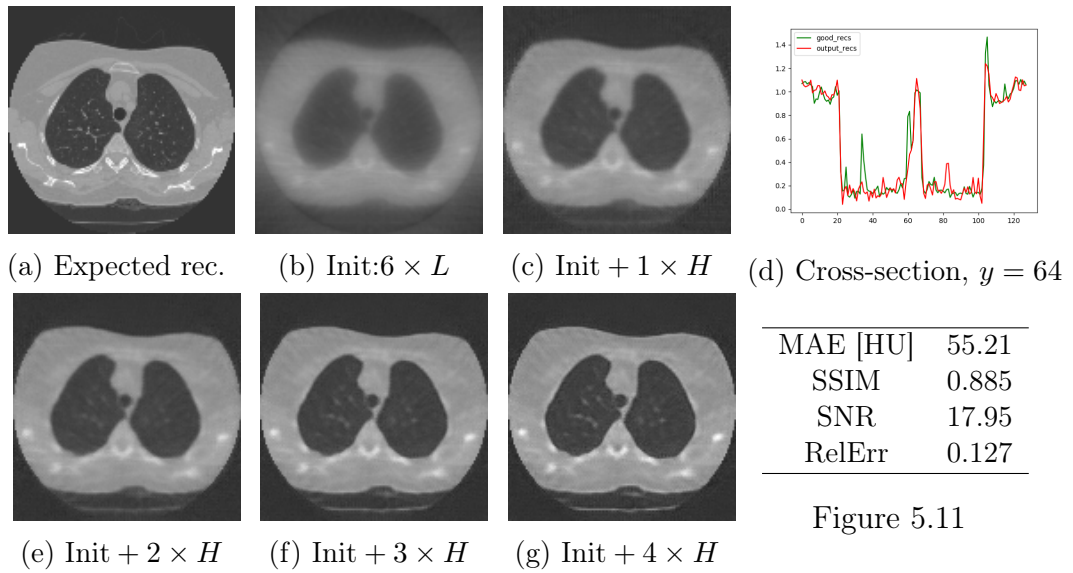 good_recs
output_recs
1.4
1.2
1.0
0.8
0.6
0.4
0.2
0.0
0 20 40 60 80 100 120
(a) Expected rec.
(b) Init:6 × L
(c) Init + 1 × H
(d) Cross-section, y = 64
MAE [HU] 55.21
SSIM 0.885
SNR 17.95
RelErr 0.127
Figure 5.11
(e) Init + 2 × H
(f) Init + 3 × H
(g) Init + 4 × H